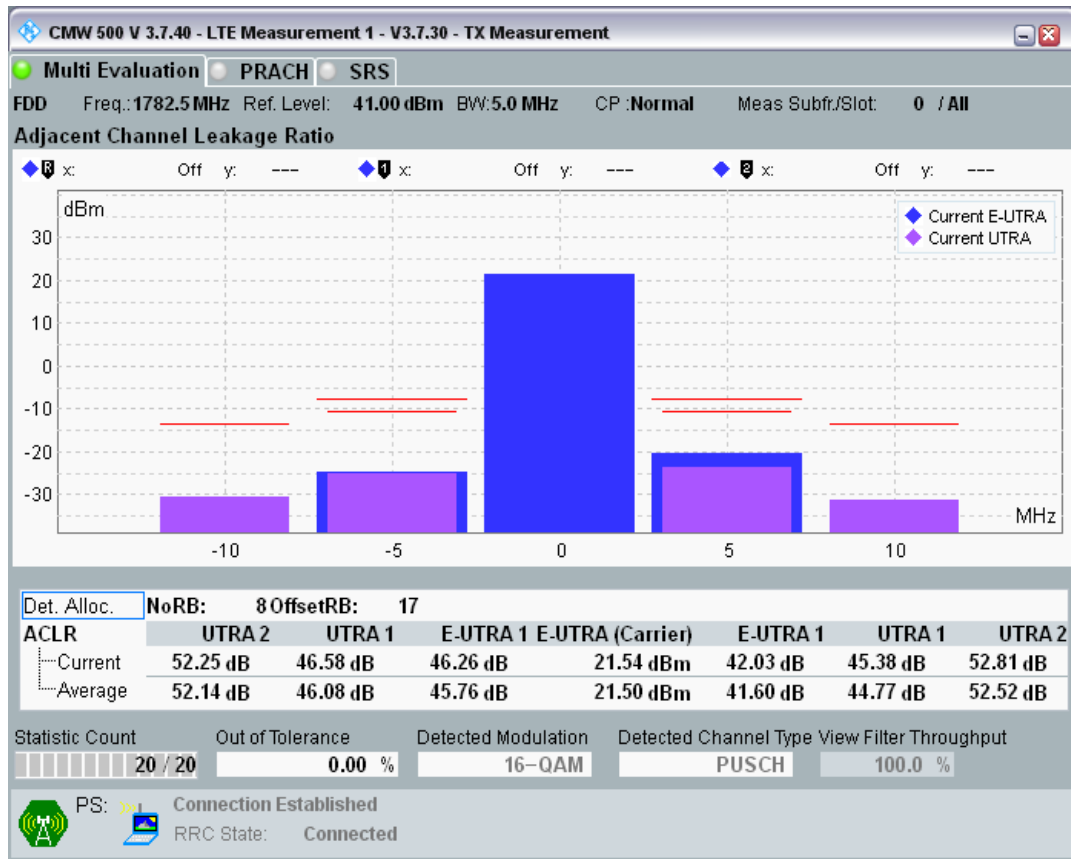 CMW 500 V 3.7.40 - LTE Measurement 1 - V3.7.30 - TX Measurement
Multi Evaluation PRACH SRS
FDD Freq.:1782.5 MHz Ref. Level: 41.00 dBm BW:5.0 MHz CP :Normal Meas Subfr./Slot: 0 / All
Adjacent Channel Leakage Ratio
R x: Off y: --- 1 x: Off y: --- 2 x: Off y: ---
dBm
Current E-UTRA
Current UTRA
30
20
10
0
-10
-20
-30
MHz
-10 -5 0 5 10
Det. Alloc. NoRB: 8 OffsetRB: 17
ACLR UTRA 2 UTRA 1 E-UTRA 1 E-UTRA (Carrier) E-UTRA 1 UTRA 1 UTRA 2
Current 52.25 dB 46.58 dB 46.26 dB 21.54 dBm 42.03 dB 45.38 dB 52.81 dB
Average 52.14 dB 46.08 dB 45.76 dB 21.50 dBm 41.60 dB 44.77 dB 52.52 dB
Statistic Count Out of Tolerance Detected Modulation Detected Channel Type View Filter Throughput
20 / 20 0.00 % 16-QAM PUSCH 100.0 %
PS: Connection Established
RRC State: Connected